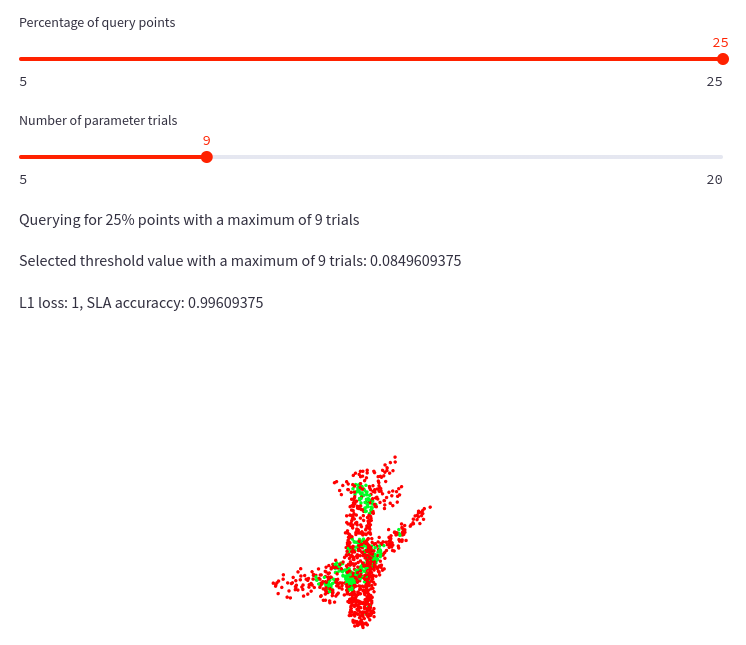 Percentage of query points
25
5 25
Number of parameter trials
9
5 20
Querying for 25% points with a maximum of 9 trials
Selected threshold value with a maximum of 9 trials: 0.0849609375
L1 loss: 1, SLA accuraccy: 0.99609375